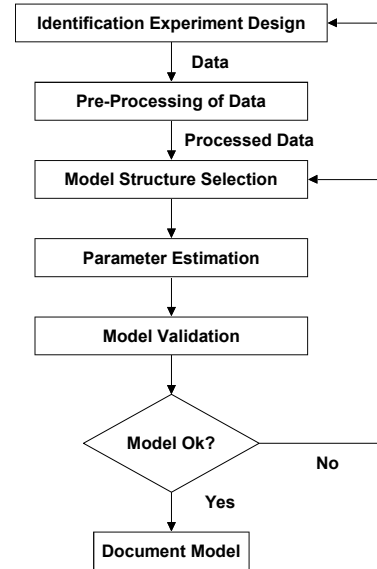 Identification Experiment Design
Data
Pre-Processing of Data
Processed Data
Model Structure Selection
Parameter Estimation
Model Validation
Model Ok?
No
Yes
Document Model